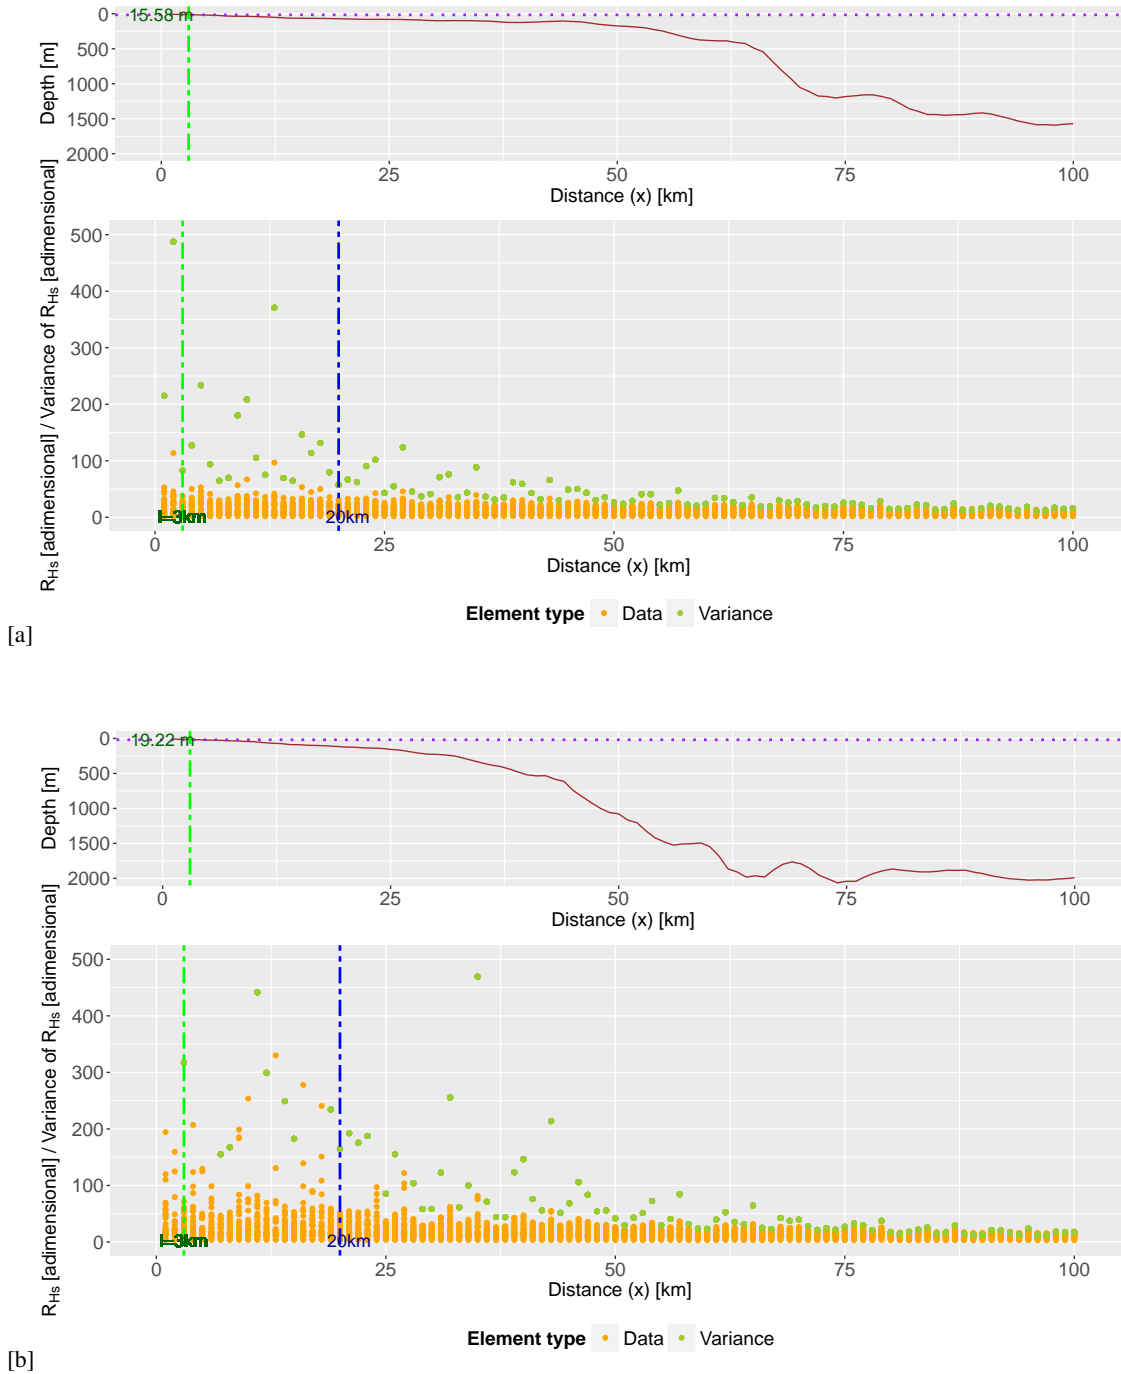 15.58 m
0
500
1000
1500
2000
Depth [m]
0 25 50 75 100
Distance (x) [km]
500
400
300
200
100
0
R_Hs [adimensional] / Variance of R_Hs [adimensional]
l=3km
20km
0 25 50 75 100
Distance (x) [km]
Element type Data Variance
[a]
19.22 m
0
500
1000
1500
2000
Depth [m]
0 25 50 75 100
Distance (x) [km]
500
400
300
200
100
0
R_Hs [adimensional] / Variance of R_Hs [adimensional]
l=3km
20km
0 25 50 75 100
Distance (x) [km]
Element type Data Variance
[b]